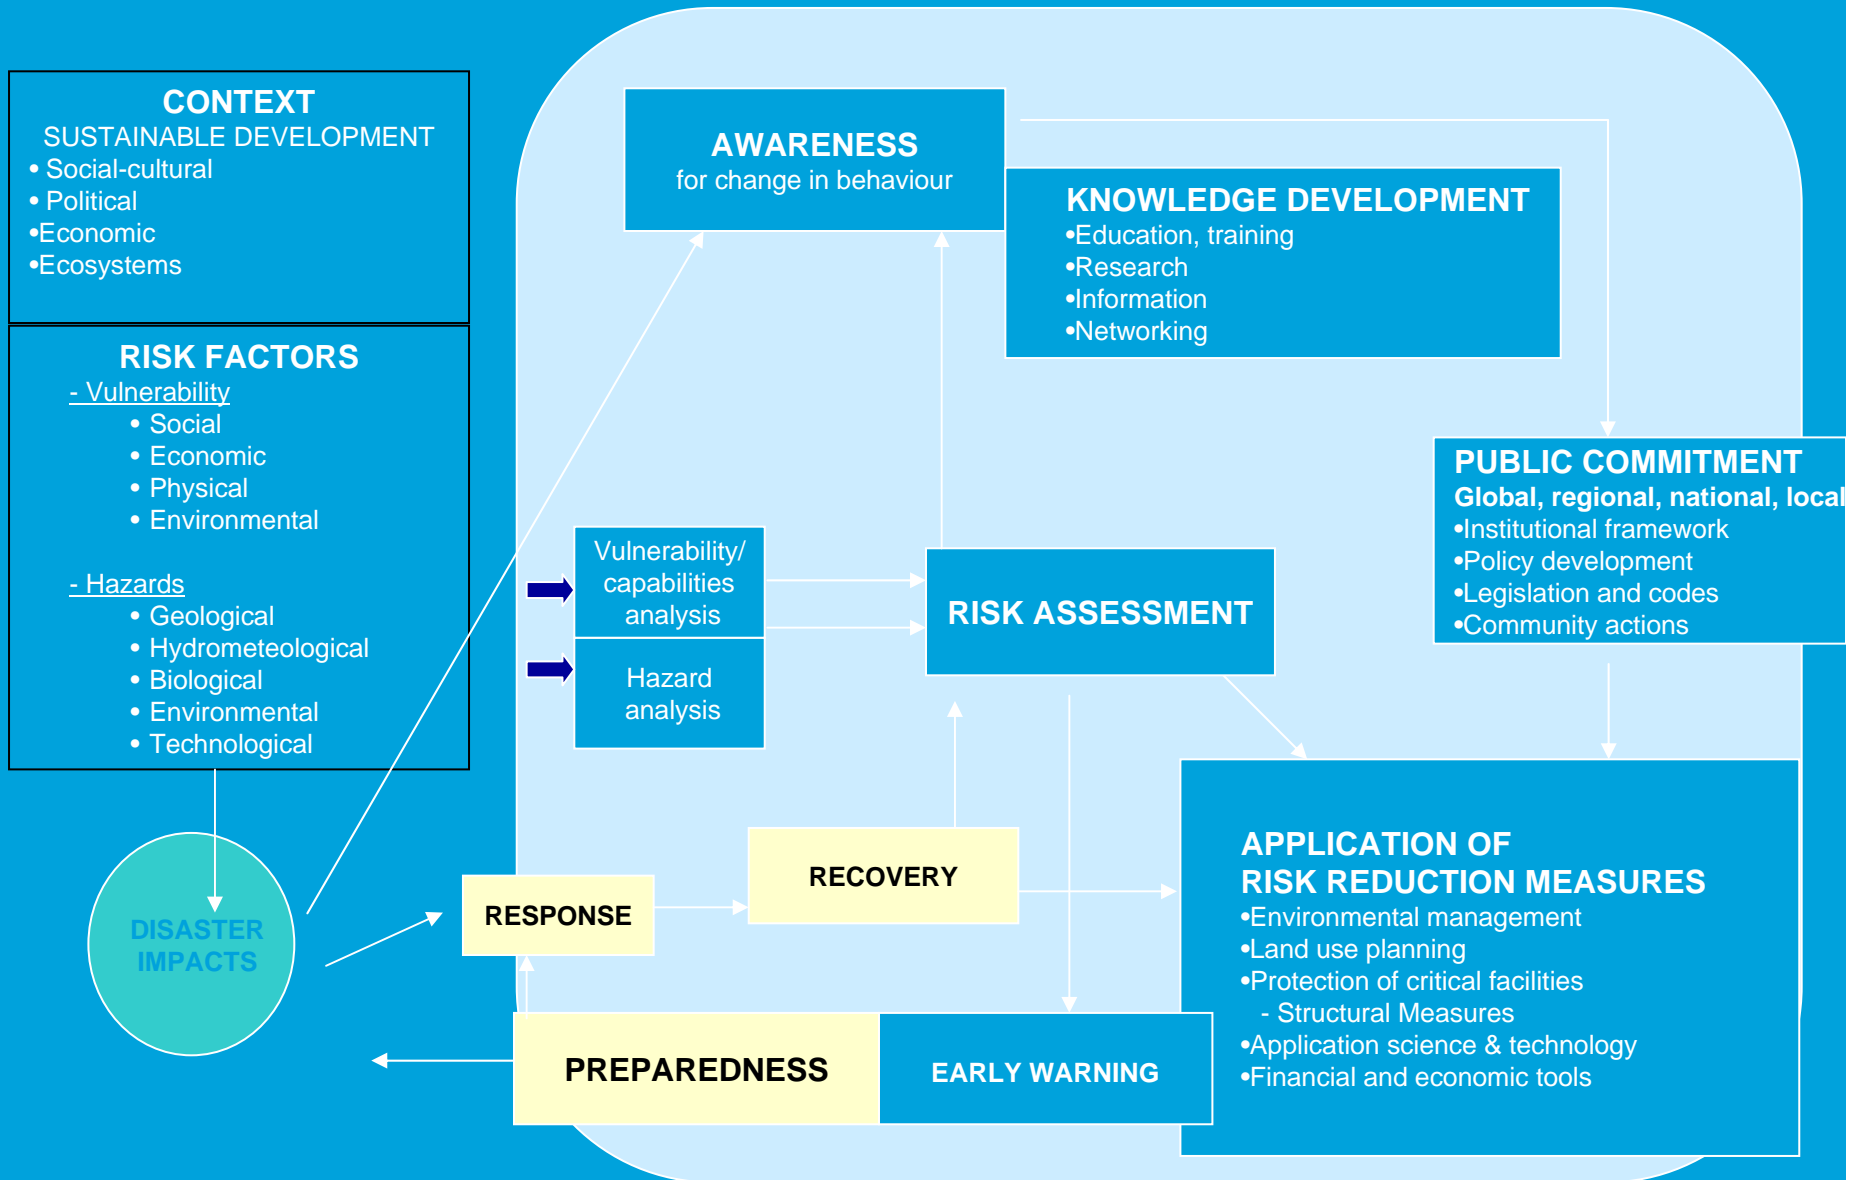 CONTEXT
SUSTAINABLE DEVELOPMENT
• Social-cultural
• Political
•Economic
•Ecosystems
RISK FACTORS
- Vulnerability
• Social
• Economic
• Physical
• Environmental
- Hazards
• Geological
• Hydrometeological
• Biological
• Environmental
• Technological
DISASTER
IMPACTS
AWARENESS
for change in behaviour
KNOWLEDGE DEVELOPMENT
•Education, training
•Research
•Information
•Networking
PUBLIC COMMITMENT
Global, regional, national, local
•Institutional framework
•Policy development
•Legislation and codes
•Community actions
Vulnerability/
capabilities
analysis
Hazard
analysis
RISK ASSESSMENT
RECOVERY
RESPONSE
PREPAREDNESS
EARLY WARNING
APPLICATION OF
RISK REDUCTION MEASURES
•Environmental management
•Land use planning
•Protection of critical facilities
- Structural Measures
•Application science & technology
•Financial and economic tools